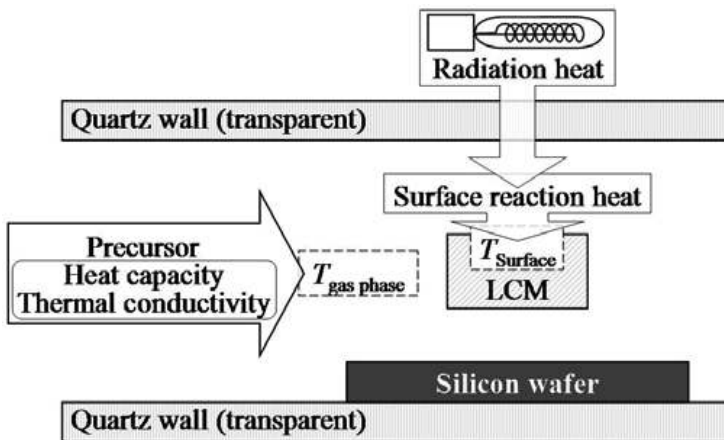 Radiation heat
Quartz wall (transparent)
Surface reaction heat
Precursor
Heat capacity
Thermal conductivity
T gas phase
T Surface
LCM
Silicon wafer
Quartz wall (transparent)